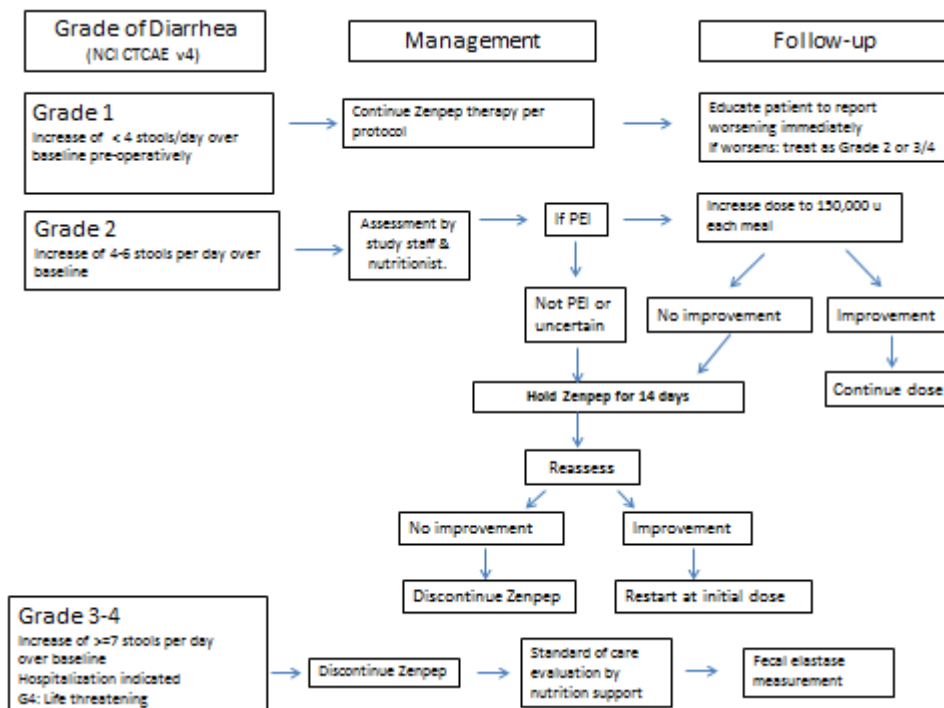 Grade of Diarrhea
(NCI CTCAE v4)
Management
Follow-up
Grade 1
Increase of < 4 stools/day over
baseline pre-operatively
Continue Zenpep therapy per
protocol
Educate patient to report
worsening immediately
If worsens: treat as Grade 2 or 3/4
Grade 2
Increase of 4-6 stools per day over
baseline
Assessment by
study staff &
nutritionist.
If PEI
Increase dose to 130,000 u
each meal
Not PEI or
uncertain
No improvement
Improvement
Hold Zenpep for 14 days
Continue dose
Reassess
No improvement
Improvement
Discontinue Zenpep
Restart at initial dose
Grade 3-4
Increase of >=7 stools per day
over baseline
Hospitalization indicated
G4: Life threatening
Discontinue Zenpep
Standard of care
evaluation by
nutrition support
Fecal elastase
measurement